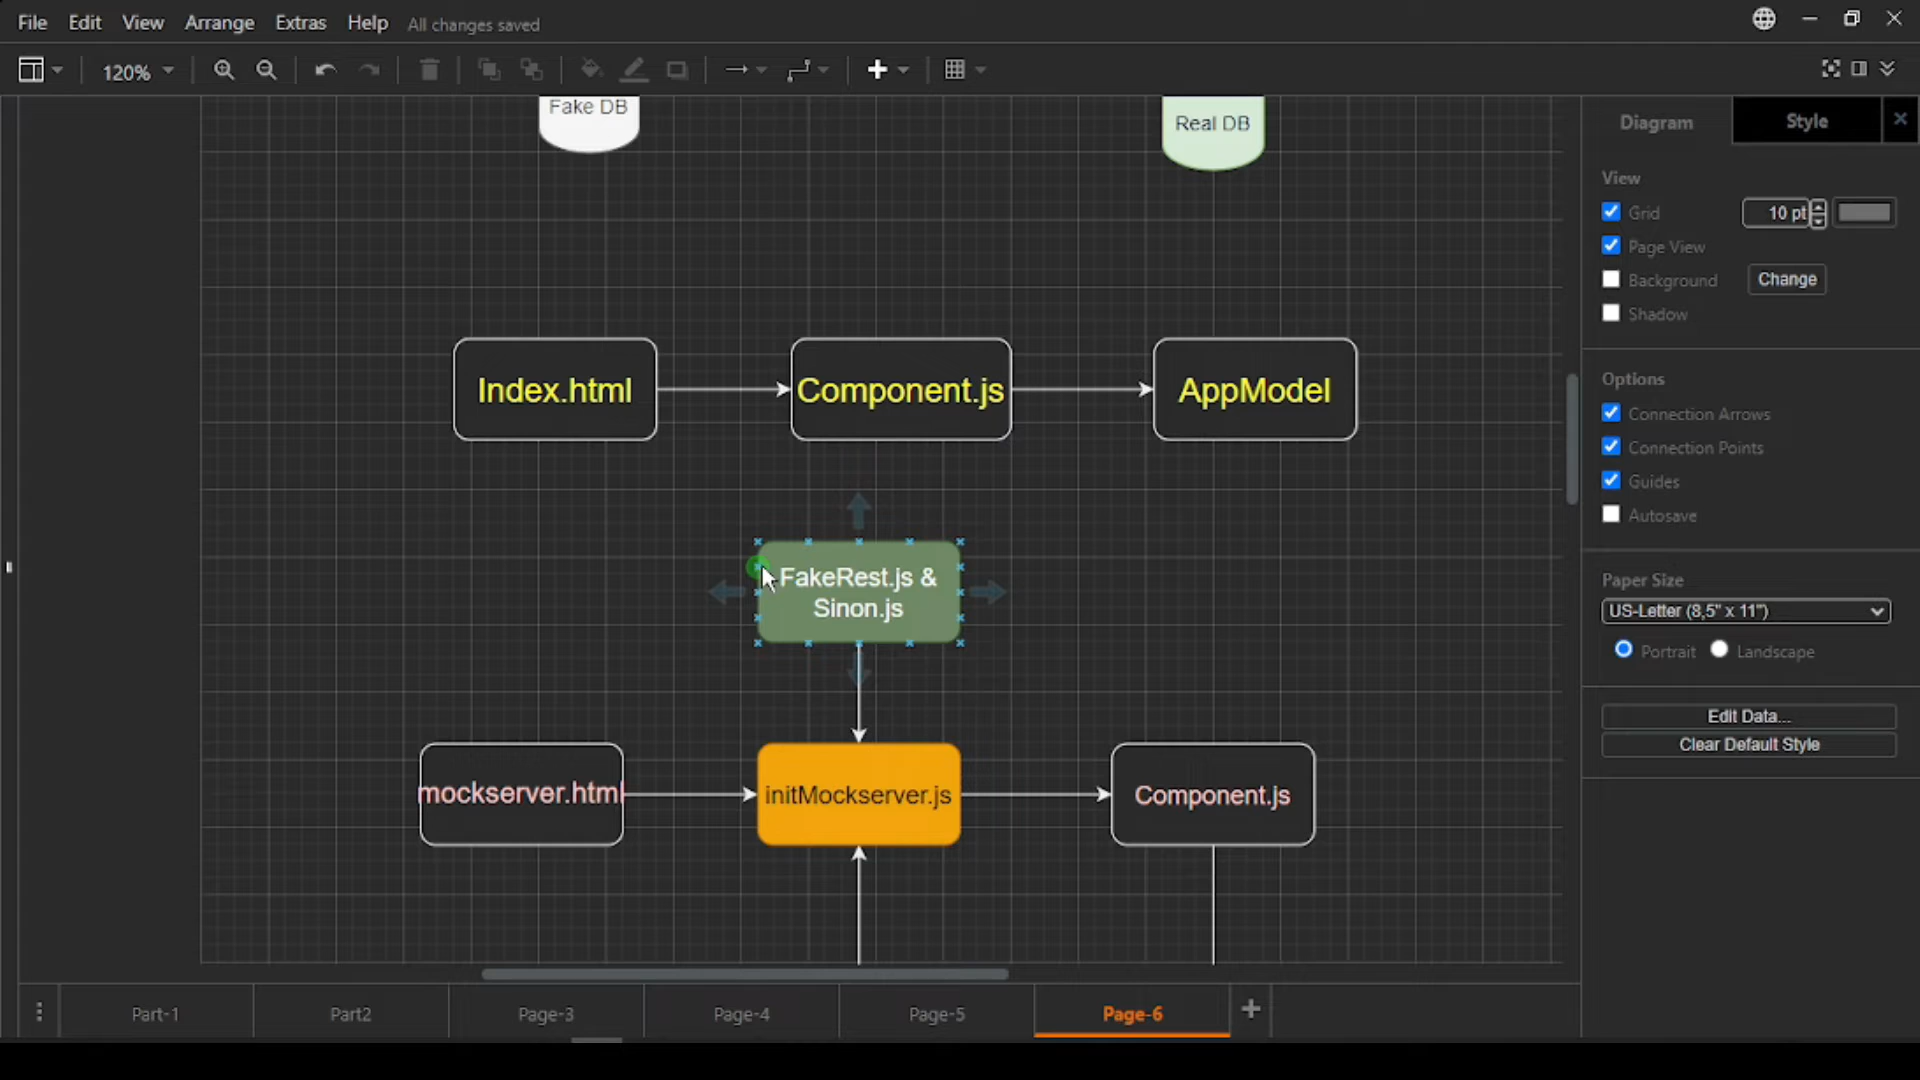 File Edit View Arrange Extras Help All changes saved
120%
Diagram Style
Fake DB
Real DB
View
Grid 10 pt
Page View
Background Change
Shadow
Index.html Component.js AppModel
Options
Connection Arrows
Connection Points
Guides
Autosave
FakeRest.js &
Sinon.js
Paper Size
US-Letter (8,5" x 11")
Portrait Landscape
Edit Data...
Clear Default Style
mockserver.html initMockserver.js Component.js
Part-1 Part2 Page-3 Page-4 Page-5 Page-6